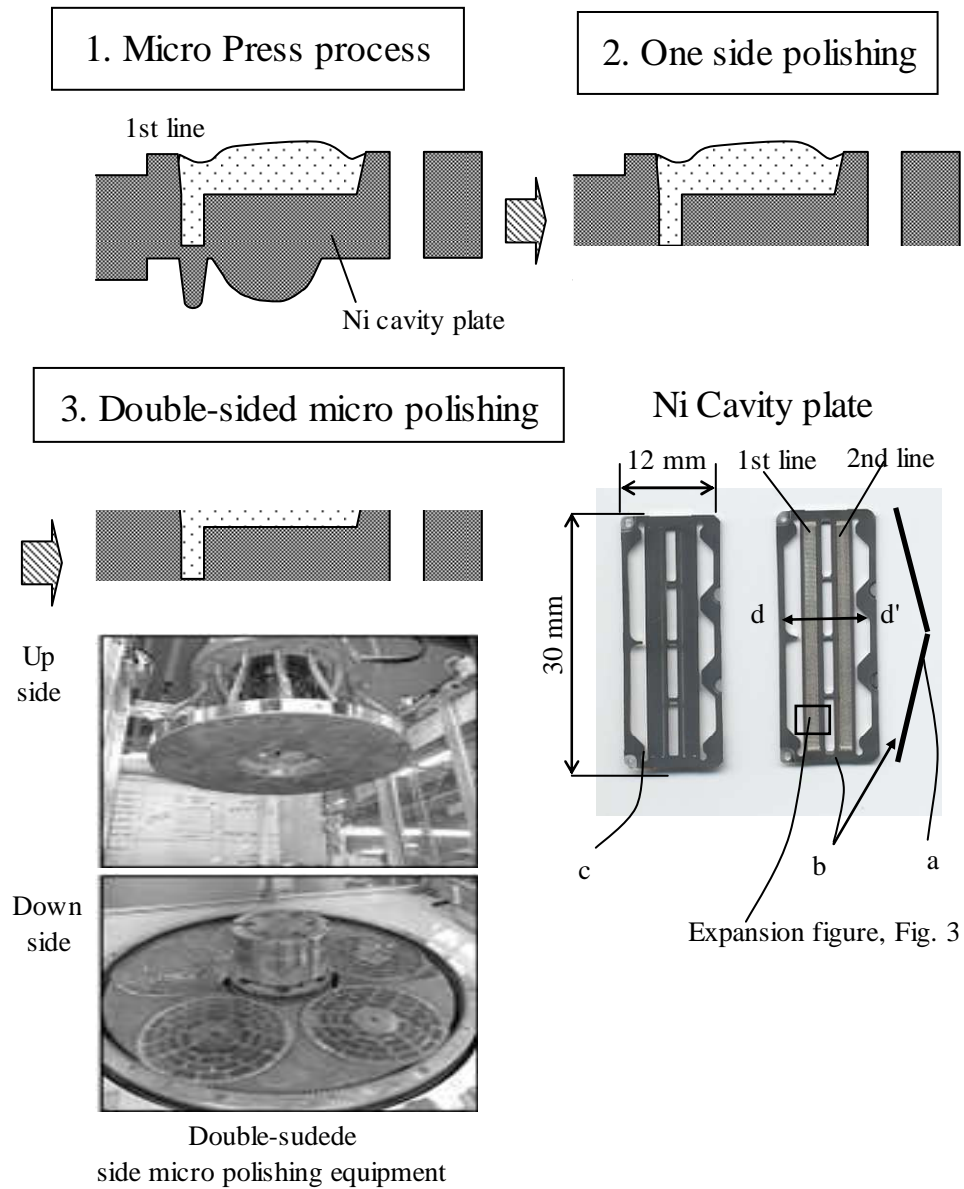 1. Micro Press process
2. One side polishing
1st line
Ni cavity plate
3. Double-sided micro polishing
Ni Cavity plate
12 mm
1st line
2nd line
30 mm
d
d'
Up
side
c
b
a
Down
side
Expansion figure, Fig. 3
Double-sudede
side micro polishing equipment